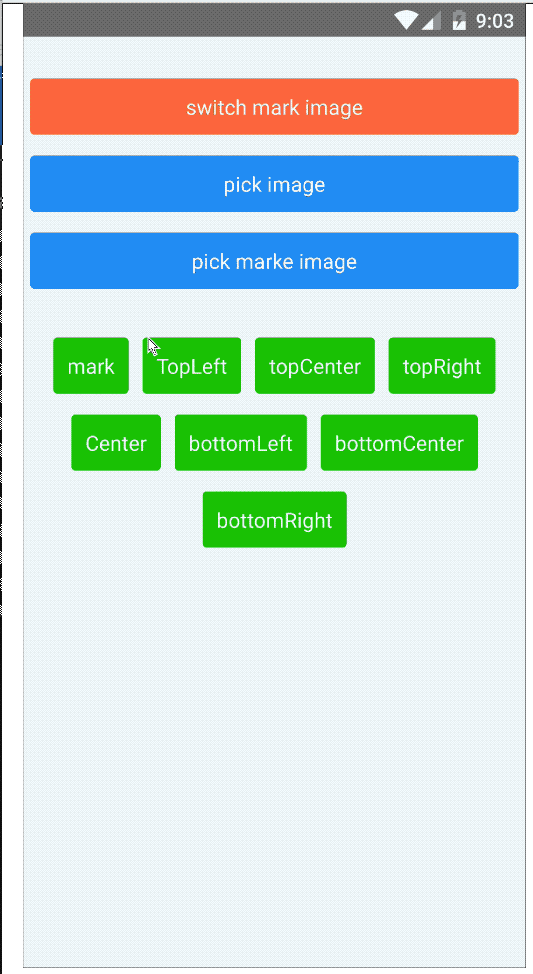 9:03
switch mark image
pick image
pick marke image
mark TopLeft topCenter topRight
Center bottomLeft bottomCenter
bottomRight